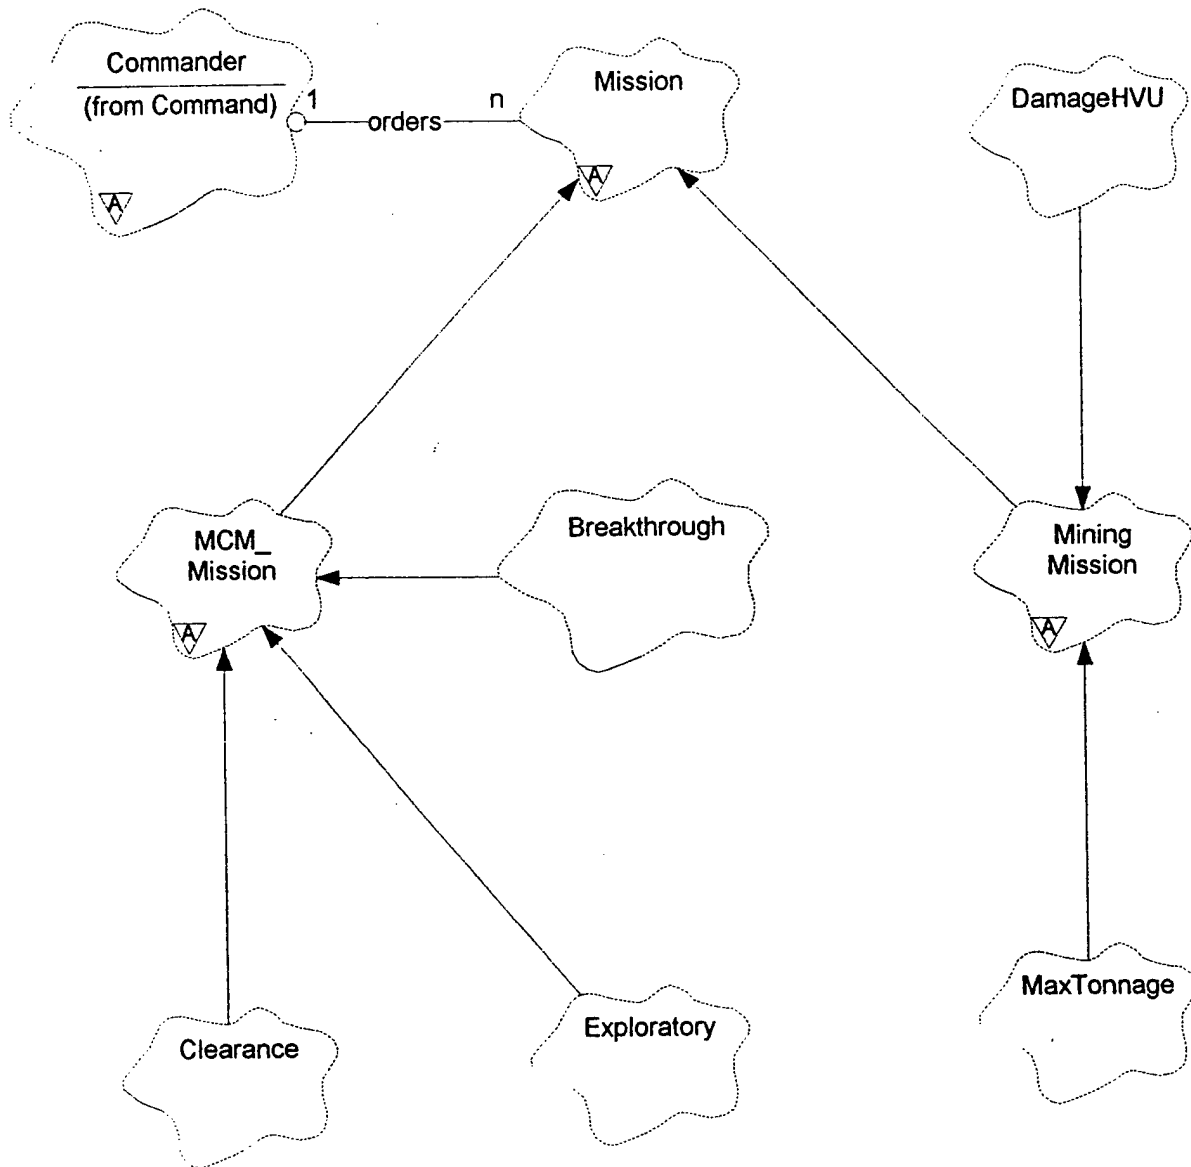 Commander
(from Command)
1
orders
n
Mission
A
A
DamageHVU
MCM_
Mission
A
Breakthrough
Mining
Mission
A
Clearance
Exploratory
MaxTonnage